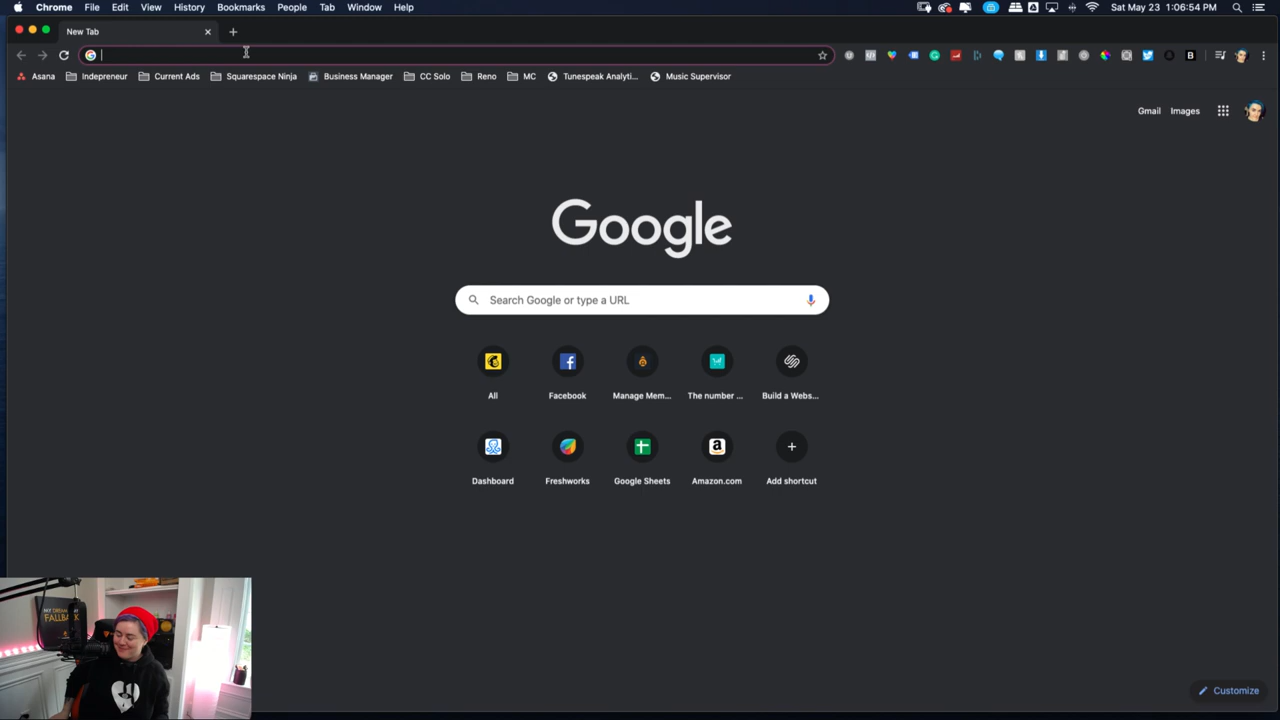 Chrome File Edit View History Bookmarks People Tab Window Help Sat May 23 1:06:54 PM
New Tab
Asana Indepreneur Current Ads Squarespace Ninja Business Manager CC Solo Reno MC Tunespeak Analyti... Music Supervisor
Gmail Images
Google
Search Google or type a URL
All Facebook Manage Mem... The number ... Build a Webs...
Dashboard Freshworks Google Sheets Amazon.com Add shortcut
MY DREAM
FALLBACK
Customize